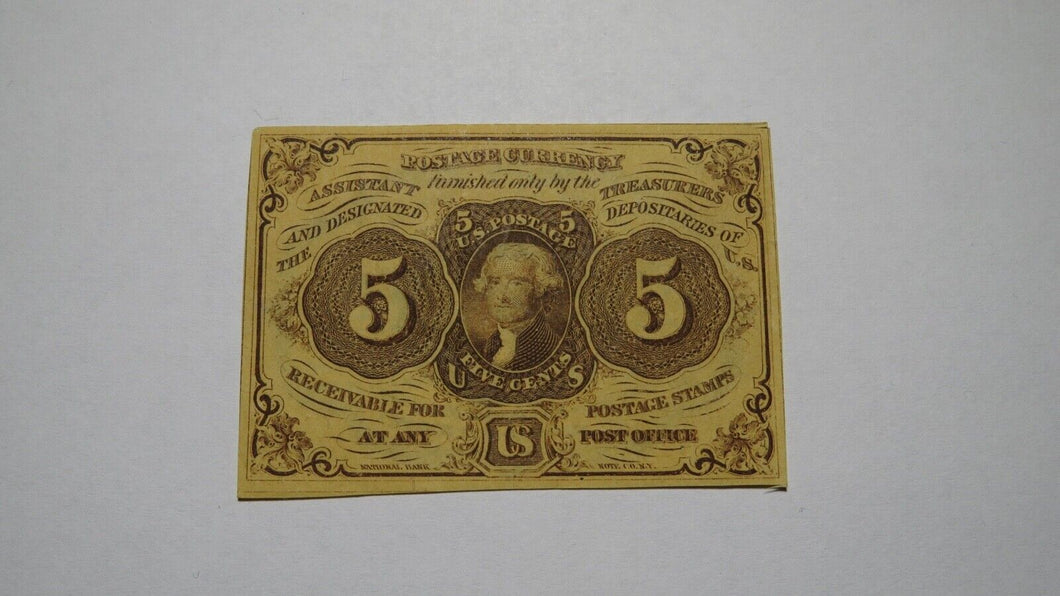 POSTAGE CURRENCY
furnished only by the
ASSISTANT TREASURERS
AND DESIGNATED DEPOSITARIES OF
THE U.S.
5 5
U.S. POSTAGE
5 5
FIVE CENTS
U S
RECEIVABLE FOR POSTAGE STAMPS
AT ANY US POST OFFICE
NATIONAL BANK NOTE CO. N.Y.